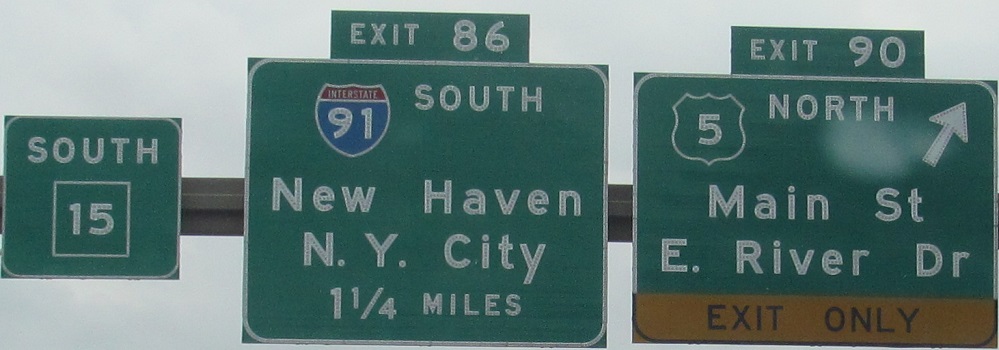 SOUTH
15
EXIT 86
INTERSTATE
91 SOUTH
New Haven
N. Y. City
1 1/4 MILES
EXIT 90
5 NORTH
Main St
E. River Dr
EXIT ONLY